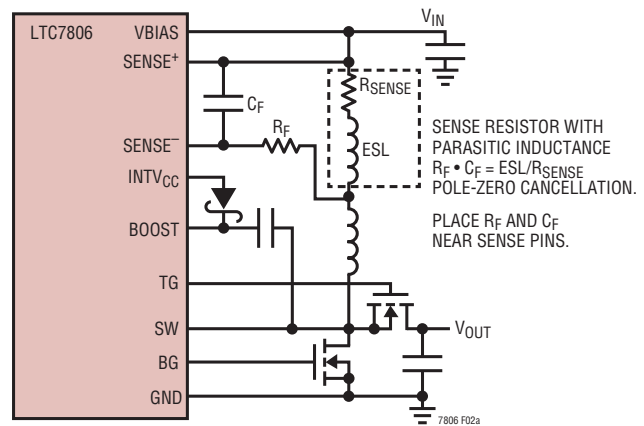 LTC7806
VBIAS
VIN
SENSE+
RSENSE
CF
RF
ESL
SENSE–
SENSE RESISTOR WITH
PARASITIC INDUCTANCE
RF • CF = ESL/RSENSE
POLE-ZERO CANCELLATION.
PLACE RF AND CF
NEAR SENSE PINS.
INTVCC
BOOST
TG
SW
VOUT
BG
GND
7806 F02a